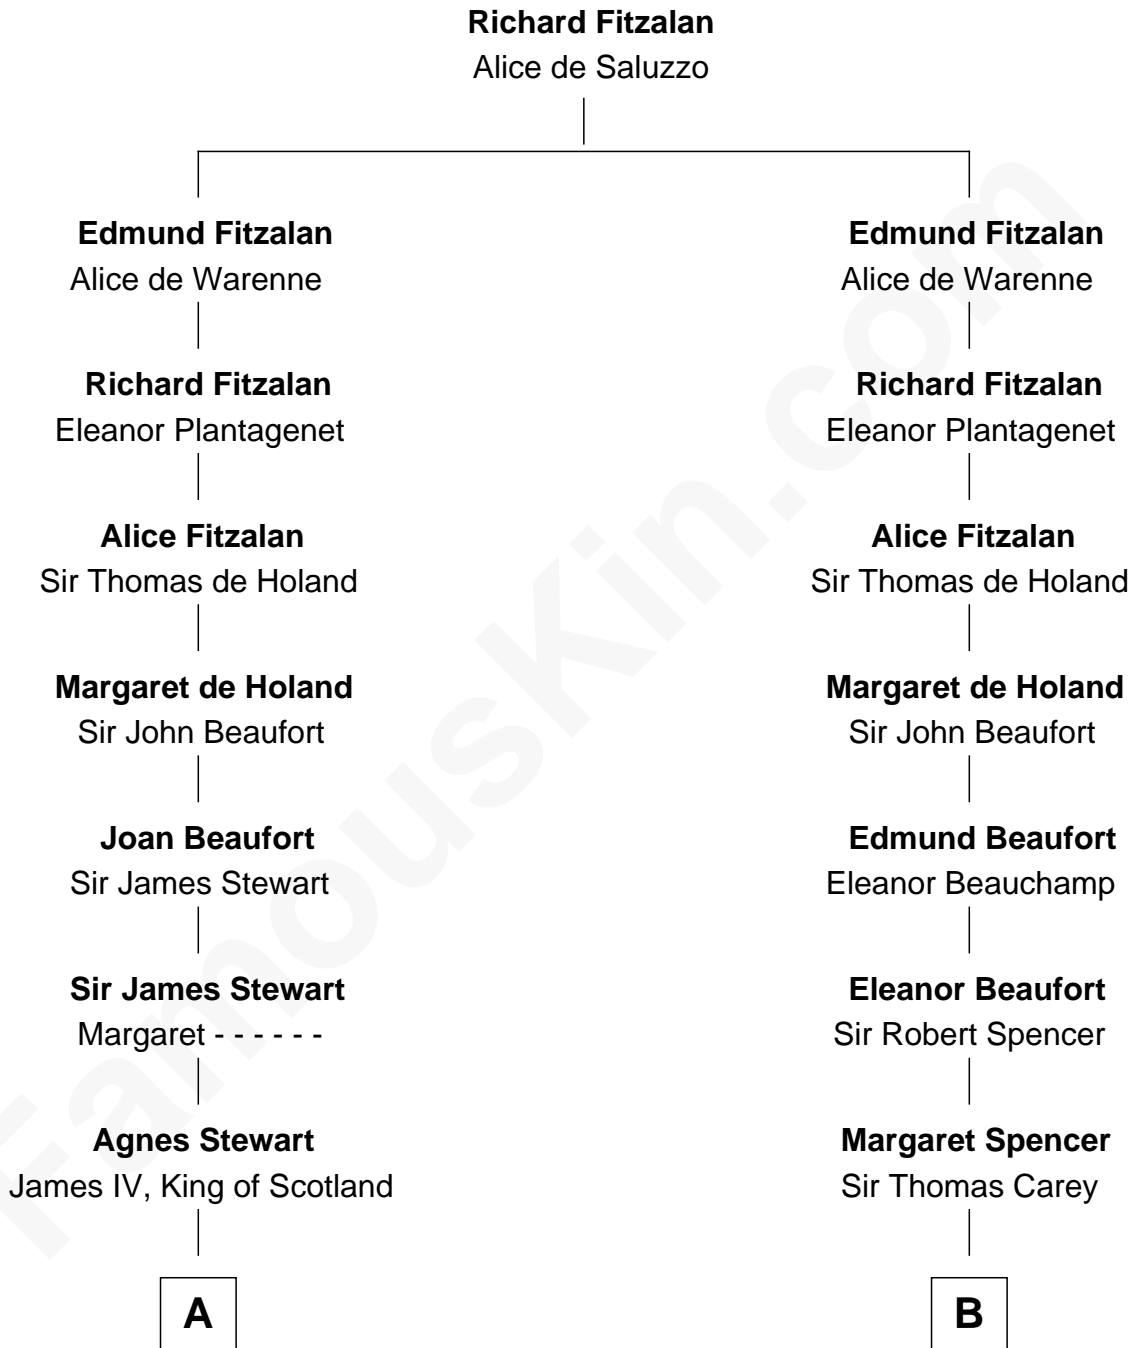 Richard Fitzalan
Alice de Saluzzo
Edmund Fitzalan
Alice de Warenne
Edmund Fitzalan
Alice de Warenne
Richard Fitzalan
Eleanor Plantagenet
Richard Fitzalan
Eleanor Plantagenet
Alice Fitzalan
Sir Thomas de Holand
Alice Fitzalan
Sir Thomas de Holand
Margaret de Holand
Sir John Beaufort
Margaret de Holand
Sir John Beaufort
Joan Beaufort
Sir James Stewart
Edmund Beaufort
Eleanor Beauchamp
Sir James Stewart
Margaret - - - - - -
Eleanor Beaufort
Sir Robert Spencer
Agnes Stewart
James IV, King of Scotland
Margaret Spencer
Sir Thomas Carey
A
B
FamousKin.com